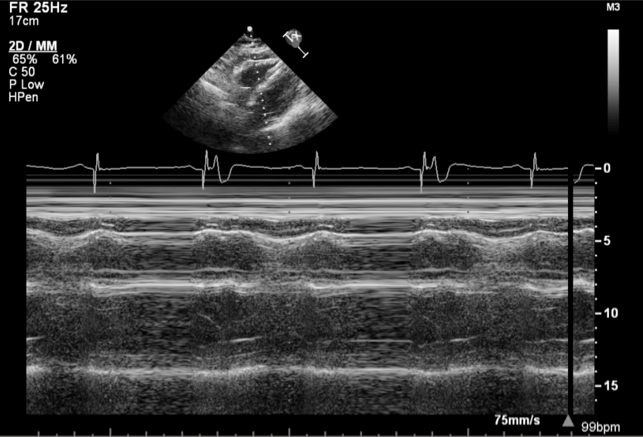 FR 25Hz
17cm
M3
2D / MM
65% 61%
C 50
P Low
HPen
0
5
10
15
75mm/s
99bpm